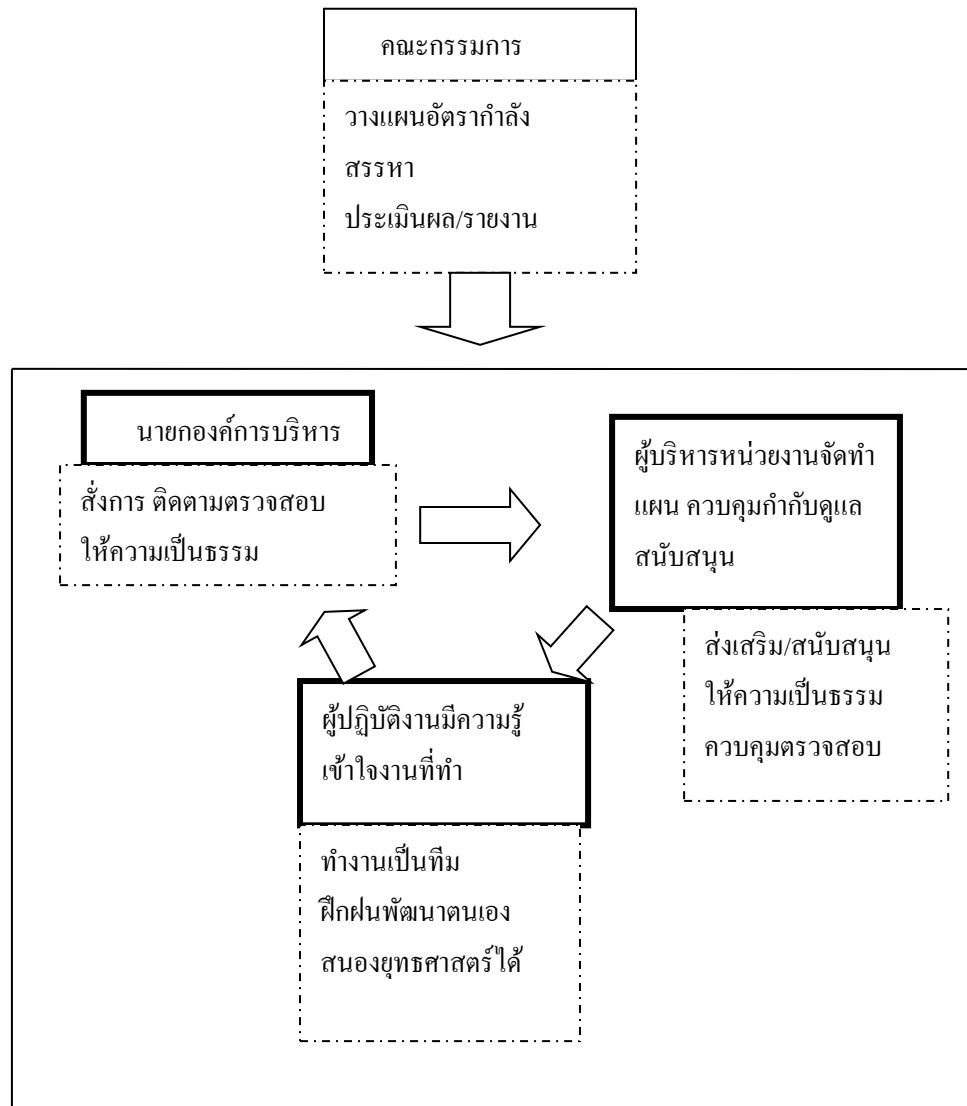 คณะกรรมการ
วางแผนอัตรากำลัง
สรรหา
ประเมินผล/รายงาน
นายกองค์การบริหาร
สั่งการ ติดตามตรวจสอบ
ให้ความเป็นธรรม
ผู้บริหารหน่วยงานจัดทำ
แผน ควบคุมกำกับดูแล
สนับสนุน
ส่งเสริม/สนับสนุน
ให้ความเป็นธรรม
ควบคุมตรวจสอบ
ผู้ปฏิบัติงานมีความรู้
เข้าใจงานที่ทำ
ทำงานเป็นทีม
ฝึกฝนพัฒนาตนเอง
สนองยุทธศาสตร์ได้